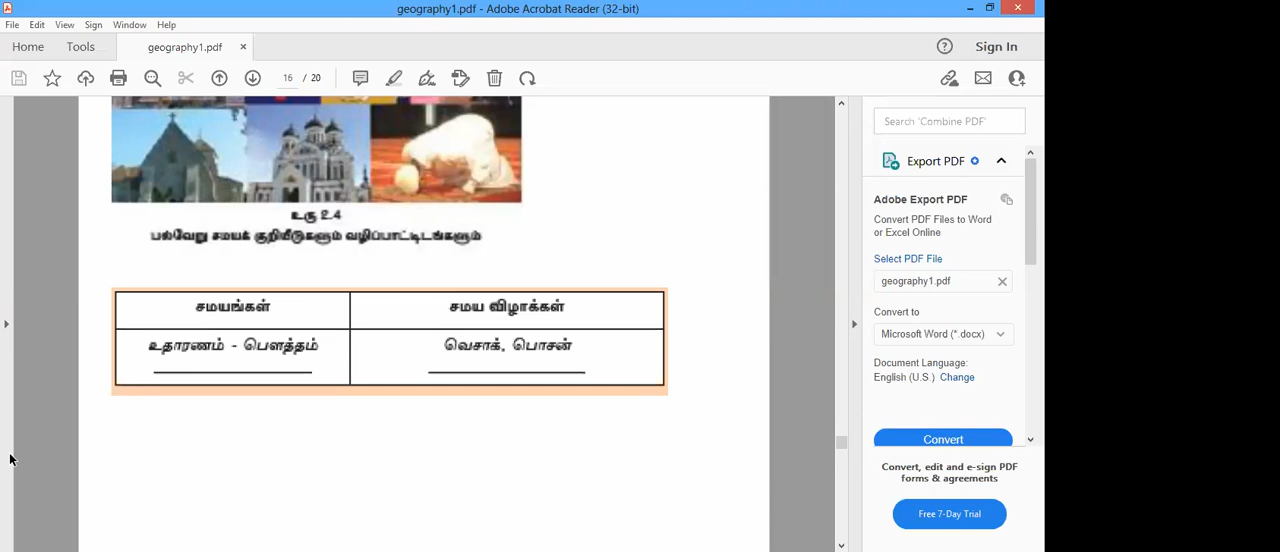 geography1.pdf - Adobe Acrobat Reader (32-bit)
File Edit View Sign Window Help
Home Tools geography1.pdf × Sign In
16 / 20
உரு 2.4
பல்வேறு சமயக் குறியீடுகளும் வழிப்பாட்டிடங்களும்
சமயங்கள் சமய விழாக்கள்
உதாரணம் - பௌத்தம் வெசாக், பொசன்
Search 'Combine PDF'
Export PDF
Adobe Export PDF
Convert PDF Files to Word
or Excel Online
Select PDF File
geography1.pdf
Convert to
Microsoft Word (*.docx)
Document Language:
English (U.S.) Change
Convert
Convert, edit and e-sign PDF
forms & agreements
Free 7-Day Trial